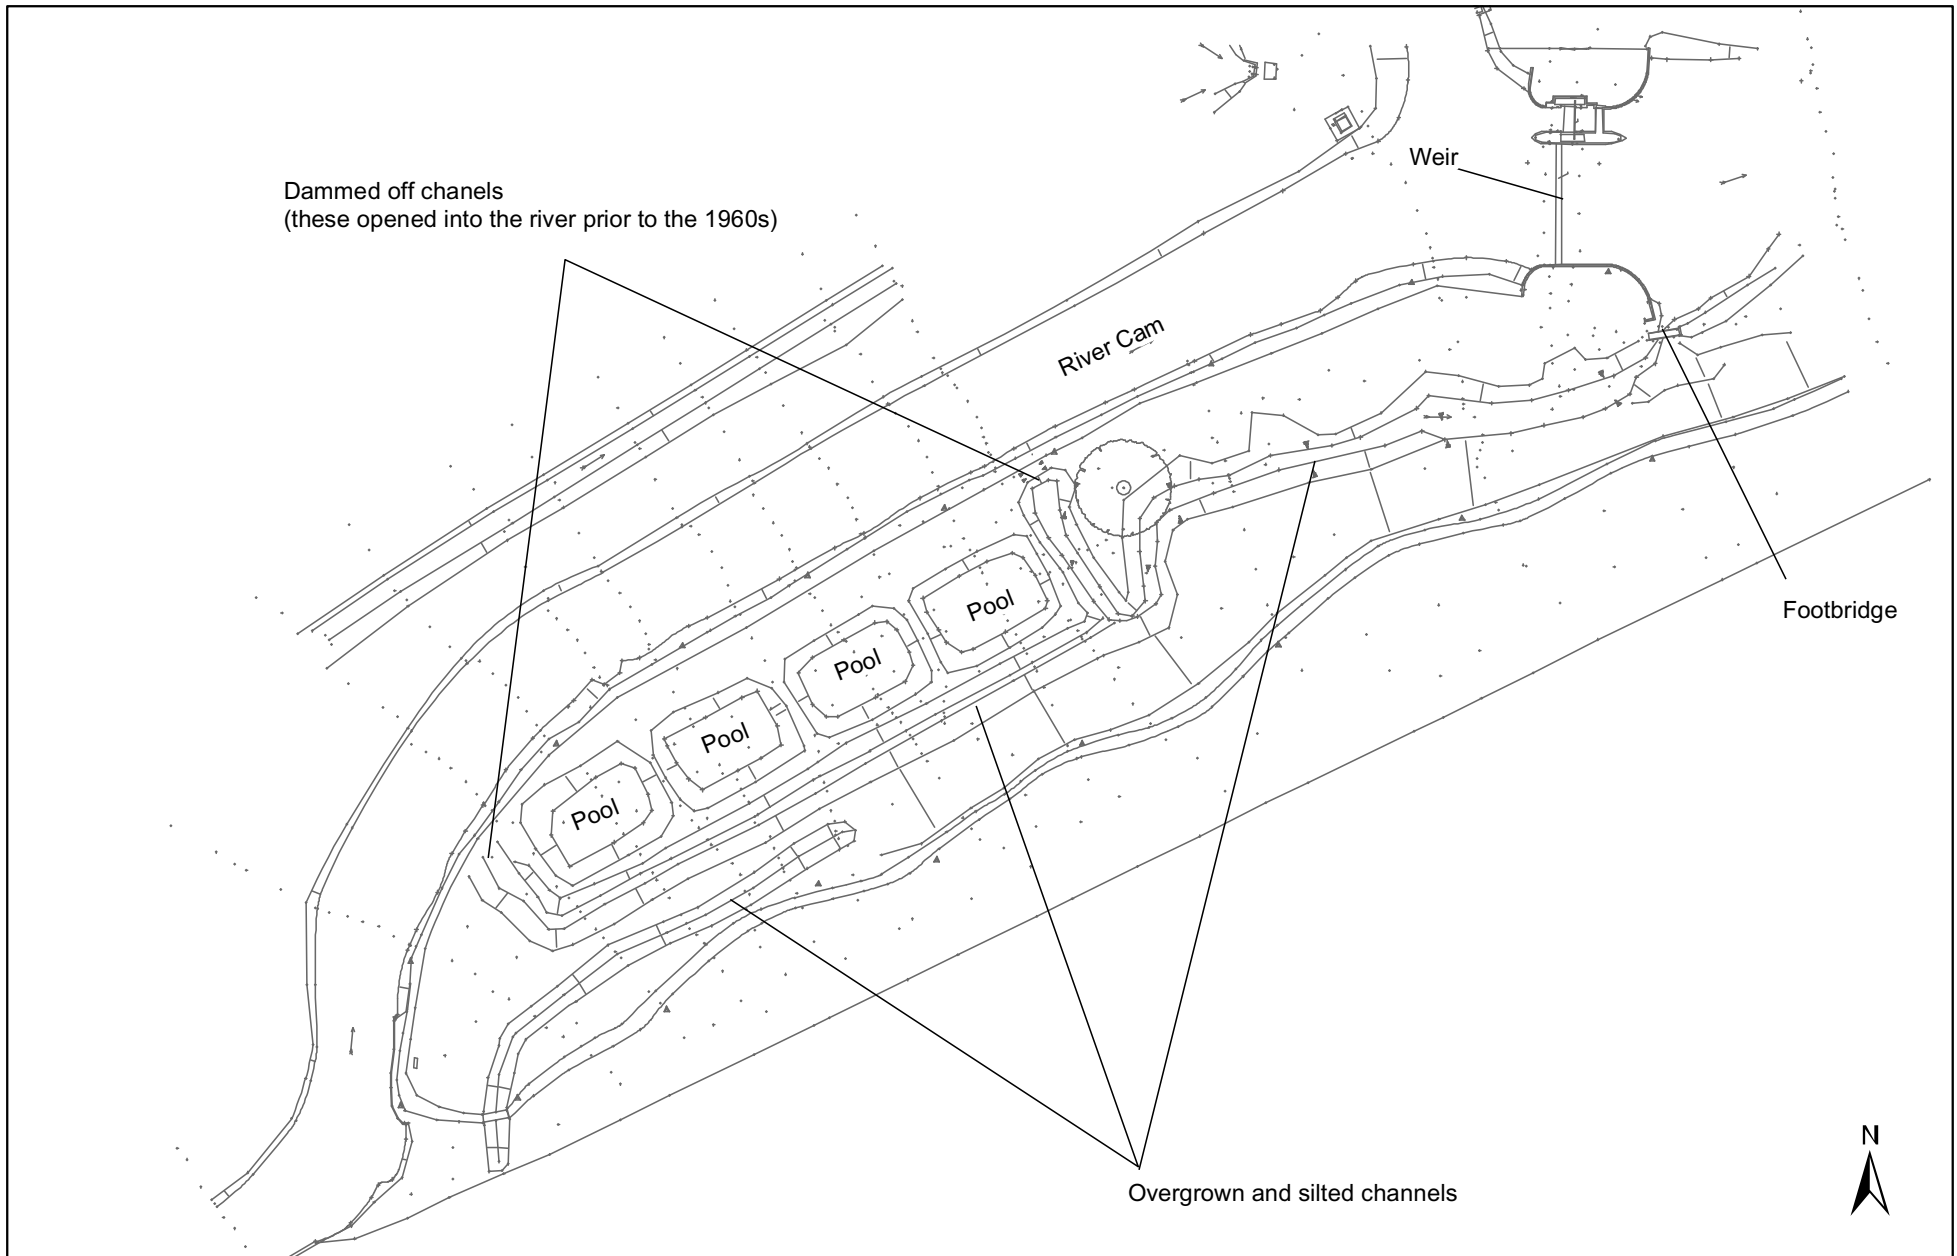 Weir
Dammed off chanels
(these opened into the river prior to the 1960s)
River Cam
Pool
Footbridge
Pool
Pool
Pool
N
Overgrown and silted channels